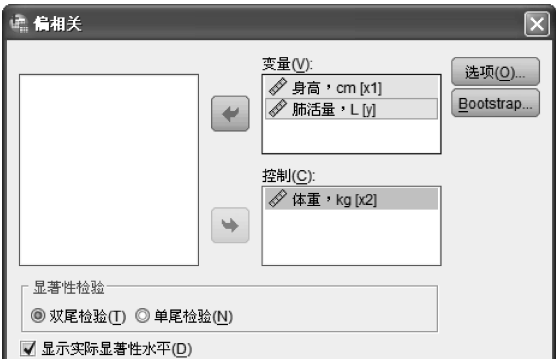 偏相关
变量(V):
身高，cm [x1]
肺活量，L [y]
选项(O)...
Bootstrap...
控制(C):
体重，kg [x2]
显著性检验
双尾检验(T) 单尾检验(N)
显示实际显著性水平(D)